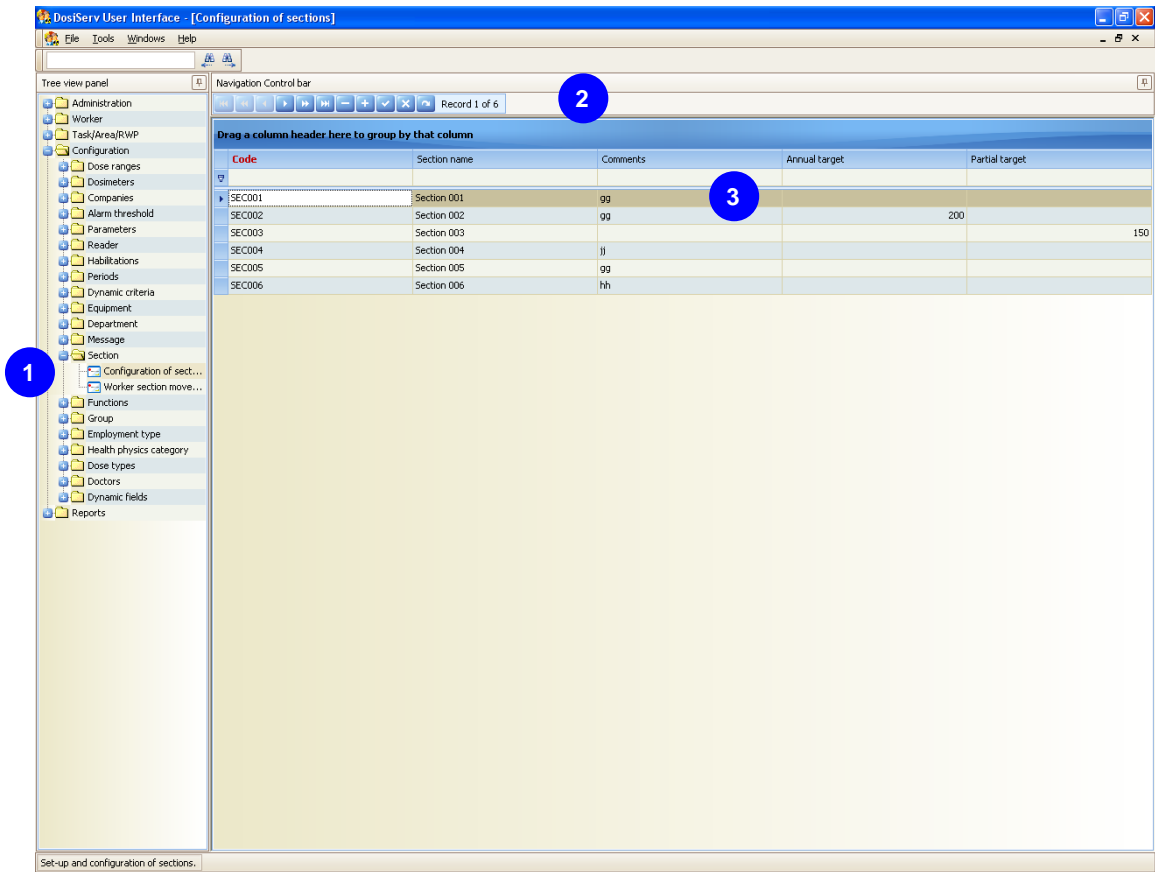 DosiServ User Interface - [Configuration of sections]
File Tools Windows Help
Tree view panel
Navigation Control bar
Administration
Worker
Task/Area/RWP
Configuration
Dose ranges
Dosimeters
Companies
Alarm threshold
Parameters
Reader
Habilitations
Periods
Dynamic criteria
Equipment
Department
Message
Section
Configuration of sect...
Worker section move...
Functions
Group
Employment type
Health physics category
Dose types
Doctors
Dynamic fields
Reports
1
Record 1 of 6
2
Drag a column header here to group by that column
Code Section name Comments Annual target Partial target
SEC001 Section 001 gg
3
SEC002 Section 002 gg 200
SEC003 Section 003 150
SEC004 Section 004 jj
SEC005 Section 005 gg
SEC006 Section 006 hh
Set-up and configuration of sections.